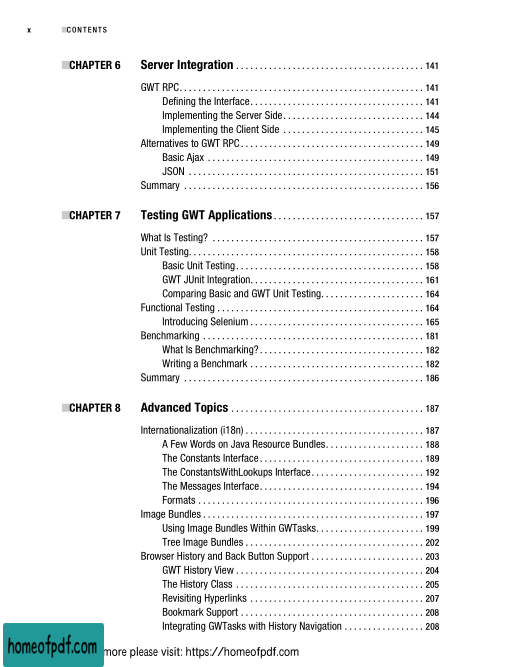 x CONTENTS
CHAPTER 6 Server Integration . . . . . . . . . . . . . . . . . . . . . . . . . . . . . . . . . . . . . . . . 141
GWT RPC. . . . . . . . . . . . . . . . . . . . . . . . . . . . . . . . . . . . . . . . . . . . . . . . . . . . 141
Defining the Interface. . . . . . . . . . . . . . . . . . . . . . . . . . . . . . . . . . . . . 141
Implementing the Server Side. . . . . . . . . . . . . . . . . . . . . . . . . . . . . . 144
Implementing the Client Side . . . . . . . . . . . . . . . . . . . . . . . . . . . . . . 145
Alternatives to GWT RPC. . . . . . . . . . . . . . . . . . . . . . . . . . . . . . . . . . . . . . . 149
Basic Ajax . . . . . . . . . . . . . . . . . . . . . . . . . . . . . . . . . . . . . . . . . . . . . . 149
JSON . . . . . . . . . . . . . . . . . . . . . . . . . . . . . . . . . . . . . . . . . . . . . . . . . . 151
Summary . . . . . . . . . . . . . . . . . . . . . . . . . . . . . . . . . . . . . . . . . . . . . . . . . . . 156
CHAPTER 7 Testing GWT Applications. . . . . . . . . . . . . . . . . . . . . . . . . . . . . . . . 157
What Is Testing? . . . . . . . . . . . . . . . . . . . . . . . . . . . . . . . . . . . . . . . . . . . . . 157
Unit Testing. . . . . . . . . . . . . . . . . . . . . . . . . . . . . . . . . . . . . . . . . . . . . . . . . . 158
Basic Unit Testing. . . . . . . . . . . . . . . . . . . . . . . . . . . . . . . . . . . . . . . . 158
GWT JUnit Integration. . . . . . . . . . . . . . . . . . . . . . . . . . . . . . . . . . . . . 161
Comparing Basic and GWT Unit Testing. . . . . . . . . . . . . . . . . . . . . . 164
Functional Testing . . . . . . . . . . . . . . . . . . . . . . . . . . . . . . . . . . . . . . . . . . . . 164
Introducing Selenium . . . . . . . . . . . . . . . . . . . . . . . . . . . . . . . . . . . . . 165
Benchmarking . . . . . . . . . . . . . . . . . . . . . . . . . . . . . . . . . . . . . . . . . . . . . . . 181
What Is Benchmarking? . . . . . . . . . . . . . . . . . . . . . . . . . . . . . . . . . . . 182
Writing a Benchmark . . . . . . . . . . . . . . . . . . . . . . . . . . . . . . . . . . . . . 182
Summary . . . . . . . . . . . . . . . . . . . . . . . . . . . . . . . . . . . . . . . . . . . . . . . . . . . 186
CHAPTER 8 Advanced Topics . . . . . . . . . . . . . . . . . . . . . . . . . . . . . . . . . . . . . . . . . 187
Internationalization (i18n) . . . . . . . . . . . . . . . . . . . . . . . . . . . . . . . . . . . . . . 187
A Few Words on Java Resource Bundles. . . . . . . . . . . . . . . . . . . . . 188
The Constants Interface . . . . . . . . . . . . . . . . . . . . . . . . . . . . . . . . . . . 189
The ConstantsWithLookups Interface. . . . . . . . . . . . . . . . . . . . . . . . 192
The Messages Interface. . . . . . . . . . . . . . . . . . . . . . . . . . . . . . . . . . . 194
Formats . . . . . . . . . . . . . . . . . . . . . . . . . . . . . . . . . . . . . . . . . . . . . . . . 196
Image Bundles . . . . . . . . . . . . . . . . . . . . . . . . . . . . . . . . . . . . . . . . . . . . . . . 197
Using Image Bundles Within GWTasks. . . . . . . . . . . . . . . . . . . . . . . 199
Tree Image Bundles . . . . . . . . . . . . . . . . . . . . . . . . . . . . . . . . . . . . . . 202
Browser History and Back Button Support . . . . . . . . . . . . . . . . . . . . . . . . 203
GWT History View . . . . . . . . . . . . . . . . . . . . . . . . . . . . . . . . . . . . . . . . 204
The History Class . . . . . . . . . . . . . . . . . . . . . . . . . . . . . . . . . . . . . . . . 205
Revisiting Hyperlinks . . . . . . . . . . . . . . . . . . . . . . . . . . . . . . . . . . . . . 207
Bookmark Support . . . . . . . . . . . . . . . . . . . . . . . . . . . . . . . . . . . . . . . 208
Integrating GWTasks with History Navigation . . . . . . . . . . . . . . . . . 208
homeofpdf.com more please visit: https://homeofpdf.com